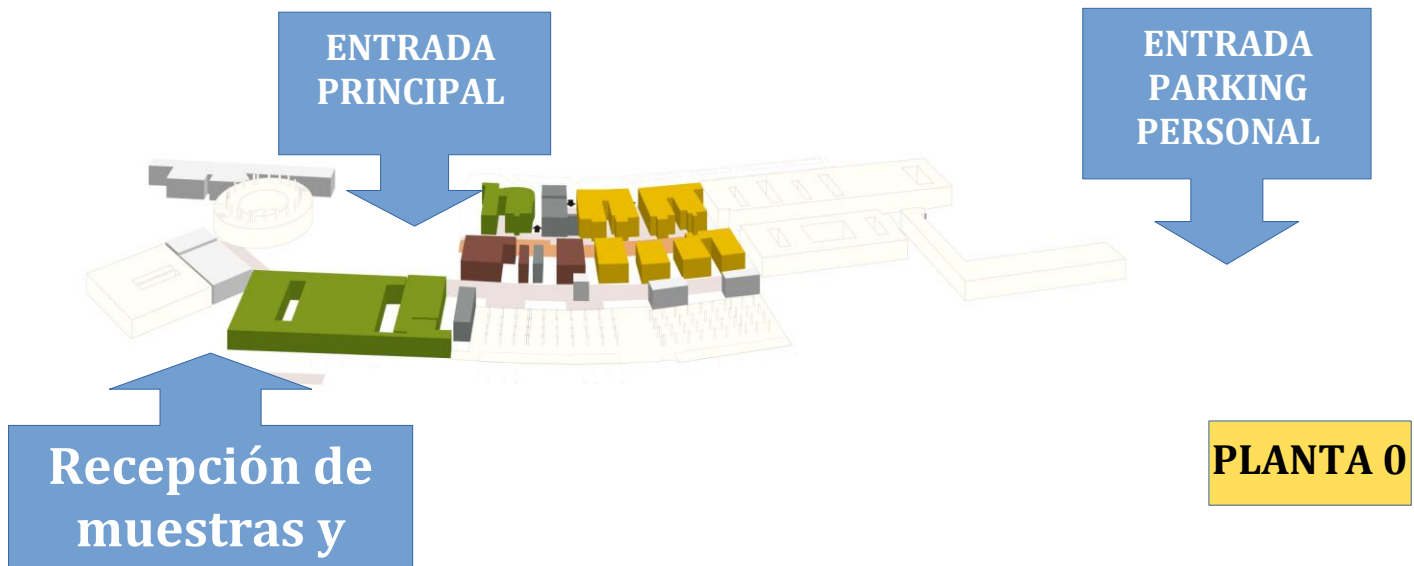 ENTRADA
PRINCIPAL
ENTRADA
PARKING
PERSONAL
Recepción de
muestras y
PLANTA 0